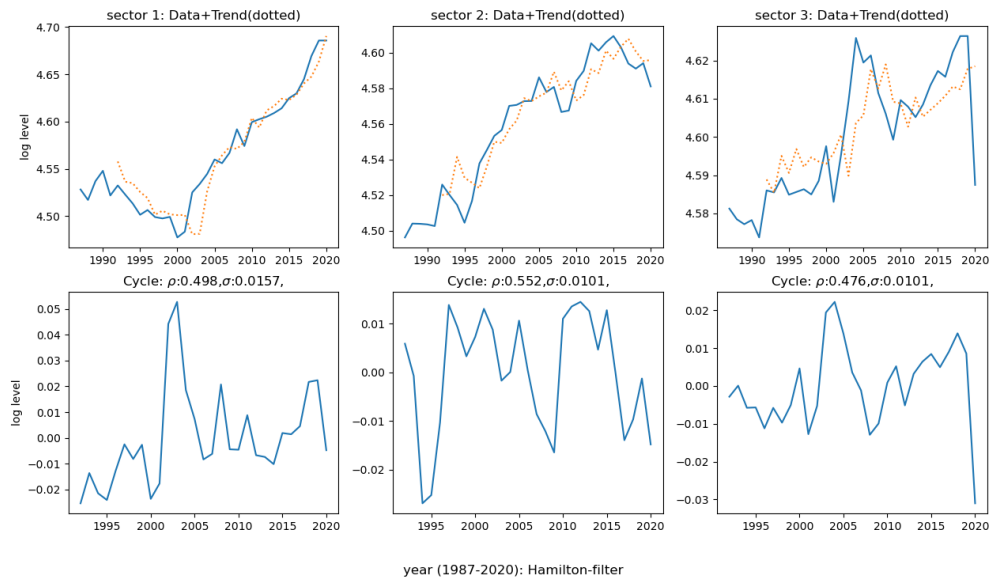 sector 1: Data+Trend(dotted)
sector 2: Data+Trend(dotted)
sector 3: Data+Trend(dotted)
log level
4.70
4.65
4.60
4.55
4.50
1990 1995 2000 2005 2010 2015 2020
4.60
4.58
4.56
4.54
4.52
4.50
1990 1995 2000 2005 2010 2015 2020
4.62
4.61
4.60
4.59
4.58
1990 1995 2000 2005 2010 2015 2020
Cycle: ρ:0.498,σ:0.0157,
Cycle: ρ:0.552,σ:0.0101,
Cycle: ρ:0.476,σ:0.0101,
log level
0.05
0.04
0.03
0.02
0.01
0.00
−0.01
−0.02
1995 2000 2005 2010 2015 2020
0.01
0.00
−0.01
−0.02
1995 2000 2005 2010 2015 2020
0.02
0.01
0.00
−0.01
−0.02
−0.03
1995 2000 2005 2010 2015 2020
year (1987-2020): Hamilton-filter